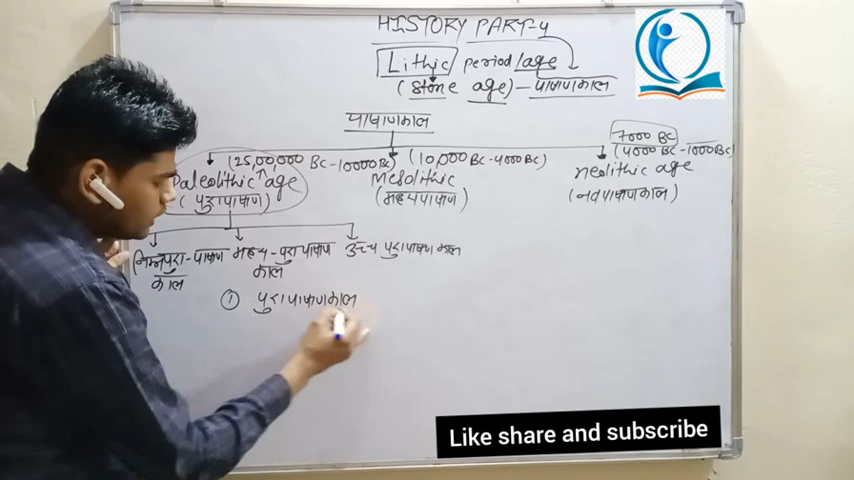 HISTORY PART-4
Lithic period/age
(stone age) - पाषाणकाल
पाषाणकाल
7000 BC
(25,00,000 BC-10000 BC) (10,000 BC-4000 BC) (4000 BC-1000 BC)
Paleolithic age Mesolithic neolithic age
(पुरापाषाण) (मध्यपाषाण) (नवपाषाणकाल)
निम्नपुरा-पाषाण मध्य-पुरापाषाण उच्च पुरापाषाण काल
काल काल
① पुरापाषाणकाल
Like share and subscribe